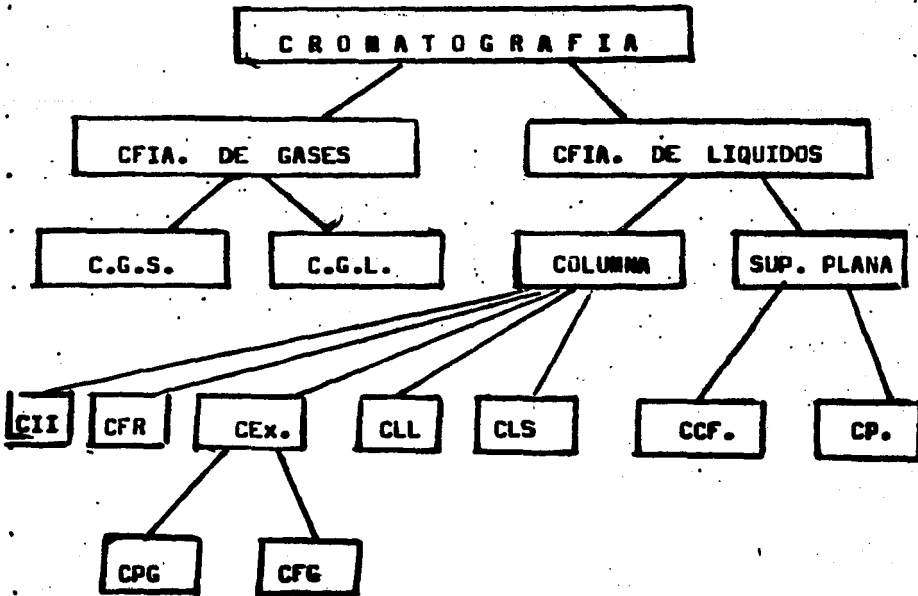 CROMATOGRAFIA
CFIA. DE GASES
CFIA. DE LIQUIDOS
C.G.S.
C.G.L.
COLUMNA
SUP. PLANA
CII
CFR
CEx.
CLL
CLS
CCF.
CP.
CPG
CFG